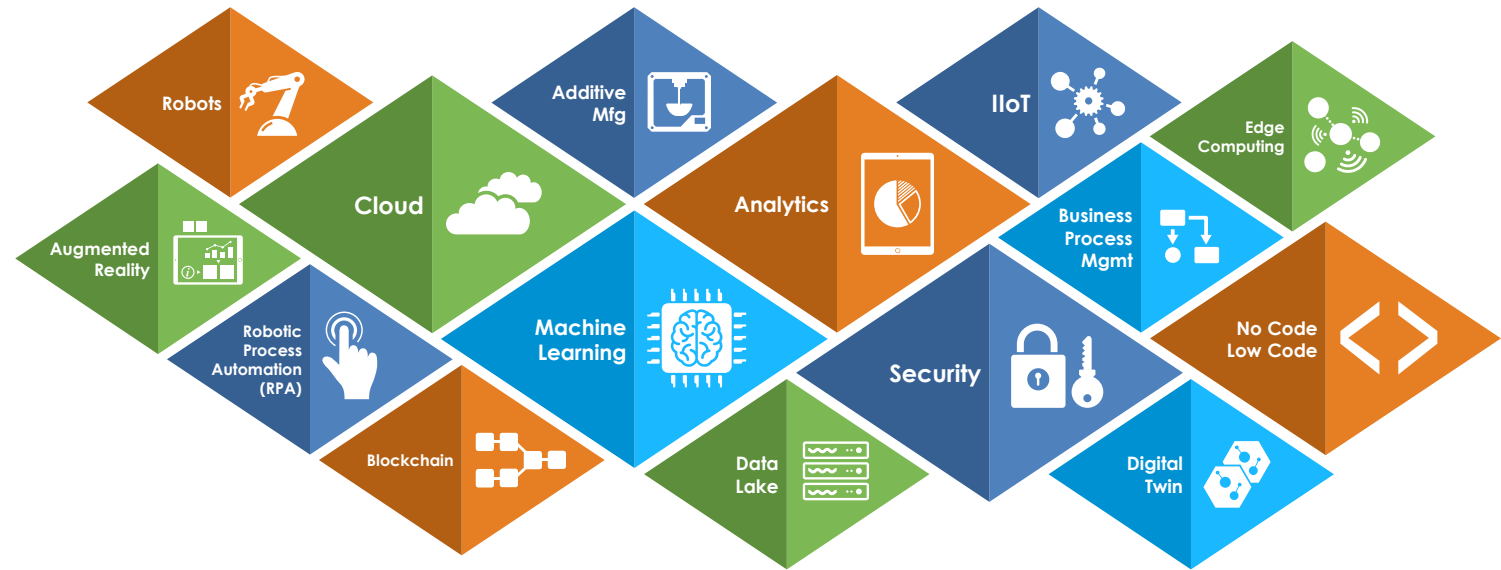 Robots
Additive
Mfg
IIoT
Edge
Computing
Cloud
Analytics
Business
Process
Mgmt
Augmented
Reality
Robotic
Process
Automation
(RPA)
Machine
Learning
Security
No Code
Low Code
Blockchain
Data
Lake
Digital
Twin
i